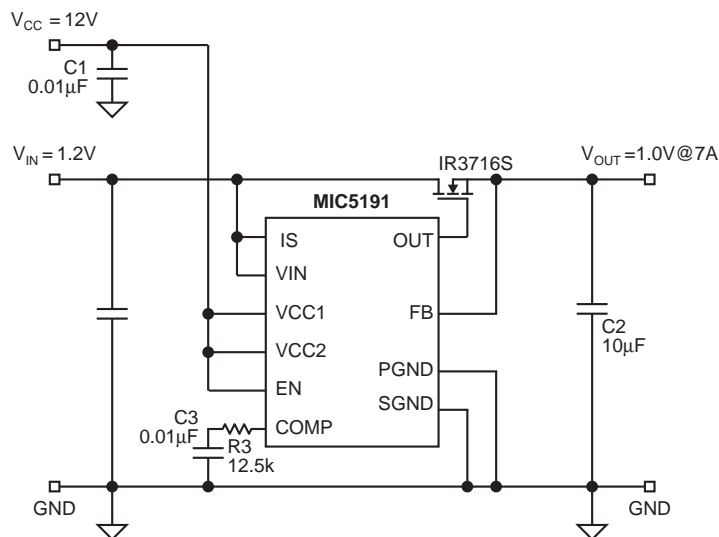 V_CC = 12V
C1
0.01µF
V_IN = 1.2V
IR3716S
V_OUT =1.0V@7A
MIC5191
IS
OUT
VIN
VCC1
FB
VCC2
C2
10µF
PGND
EN
SGND
C3
0.01µF
COMP
R3
12.5k
GND
GND